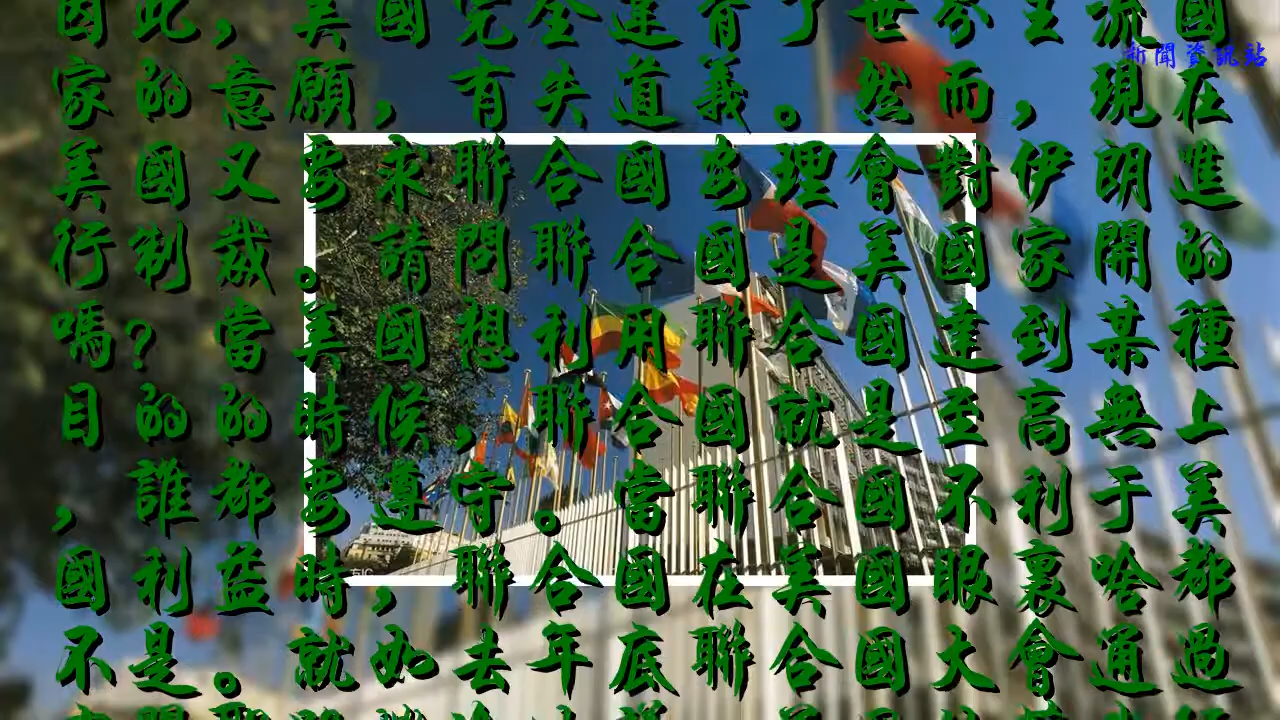 因此，美國完全違背了世界主流國
新聞資訊站
家的意願，有失道義。然而，現在
美國又要求聯合國安理會對伊朗進
行制裁。請問聯合國是美國家開的
嗎？當美國想利用聯合國達到某種
目的的時候，聯合國就是至高無上
，誰都要遵守。當聯合國不利于美
國利益時，聯合國在美國眼裏啥都
不是。就如去年底聯合國大會通過